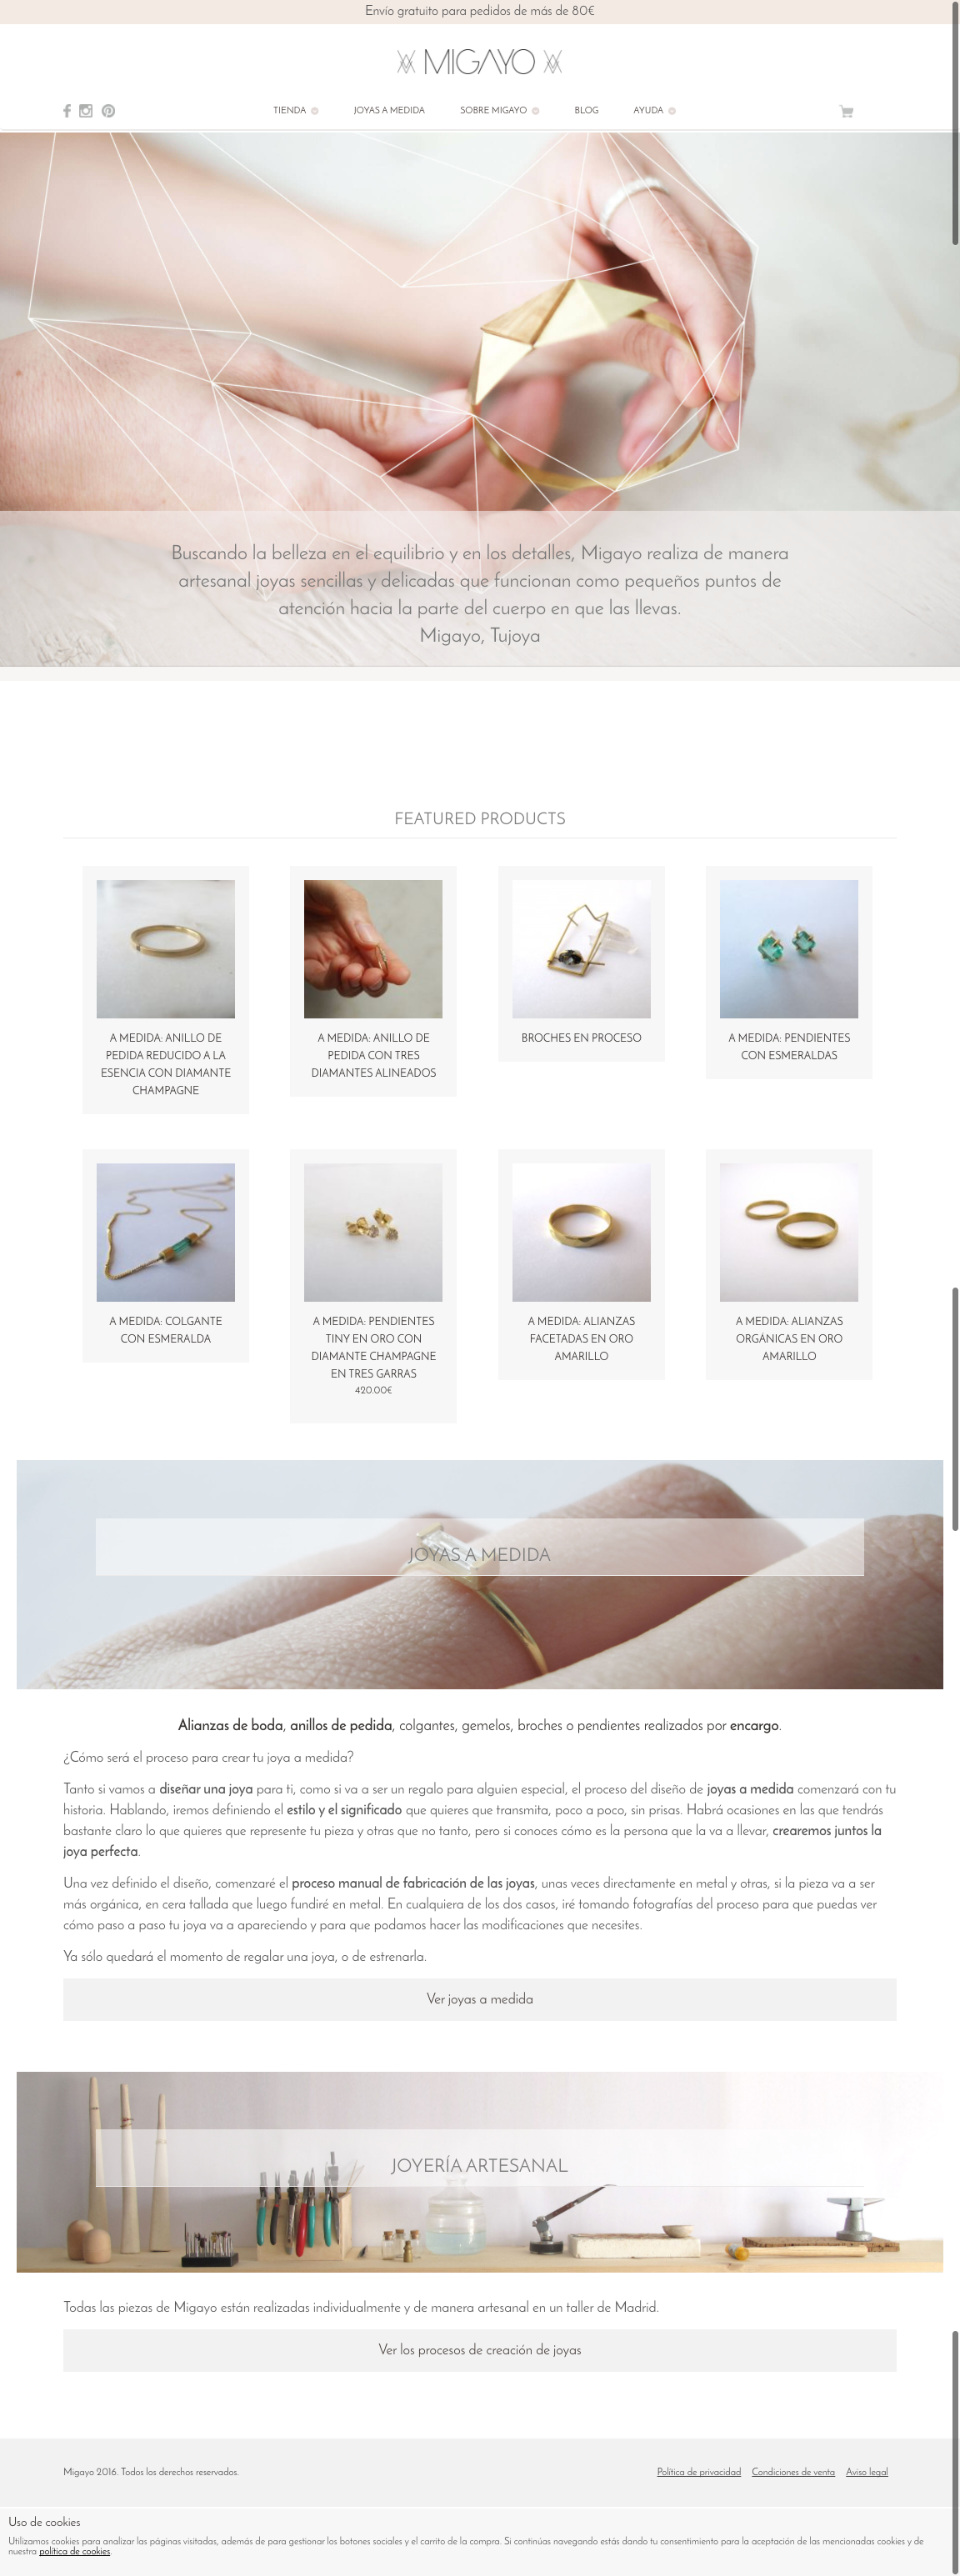 Envío gratuito para pedidos de más de 80€
MIGAYO
TIENDA JOYAS A MEDIDA SOBRE MIGAYO BLOG AYUDA
Buscando la belleza en el equilibrio y en los detalles, Migayo realiza de manera
artesanal joyas sencillas y delicadas que funcionan como pequeños puntos de
atención hacia la parte del cuerpo en que las llevas.
Migayo, Tujoya
FEATURED PRODUCTS
A MEDIDA: ANILLO DE
PEDIDA REDUCIDO A LA
ESENCIA CON DIAMANTE
CHAMPAGNE
A MEDIDA: ANILLO DE
PEDIDA CON TRES
DIAMANTES ALINEADOS
BROCHES EN PROCESO
A MEDIDA: PENDIENTES
CON ESMERALDAS
A MEDIDA: COLGANTE
CON ESMERALDA
A MEDIDA: PENDIENTES
TINY EN ORO CON
DIAMANTE CHAMPAGNE
EN TRES GARRAS
420.00€
A MEDIDA: ALIANZAS
FACETADAS EN ORO
AMARILLO
A MEDIDA: ALIANZAS
ORGÁNICAS EN ORO
AMARILLO
JOYAS A MEDIDA
Alianzas de boda, anillos de pedida, colgantes, gemelos, broches o pendientes realizados por encargo.
¿Cómo será el proceso para crear tu joya a medida?
Tanto si vamos a diseñar una joya para ti, como si va a ser un regalo para alguien especial, el proceso del diseño de joyas a medida comenzará con tu
historia. Hablando, iremos definiendo el estilo y el significado que quieres que transmita, poco a poco, sin prisas. Habrá ocasiones en las que tendrás
bastante claro lo que quieres que represente tu pieza y otras que no tanto, pero si conoces cómo es la persona que la va a llevar, crearemos juntos la
joya perfecta.
Una vez definido el diseño, comenzaré el proceso manual de fabricación de las joyas, unas veces directamente en metal y otras, si la pieza va a ser
más orgánica, en cera tallada que luego fundiré en metal. En cualquiera de los dos casos, iré tomando fotografías del proceso para que puedas ver
cómo paso a paso tu joya va a apareciendo y para que podamos hacer las modificaciones que necesites.
Ya sólo quedará el momento de regalar una joya, o de estrenarla.
Ver joyas a medida
JOYERÍA ARTESANAL
Todas las piezas de Migayo están realizadas individualmente y de manera artesanal en un taller de Madrid.
Ver los procesos de creación de joyas
Migayo 2016. Todos los derechos reservados.
Política de privacidad Condiciones de venta Aviso legal
Uso de cookies
Utilizamos cookies para analizar las páginas visitadas, además de para gestionar los botones sociales y el carrito de la compra. Si continúas navegando estás dando tu consentimiento para la aceptación de las mencionadas cookies y de
nuestra política de cookies.